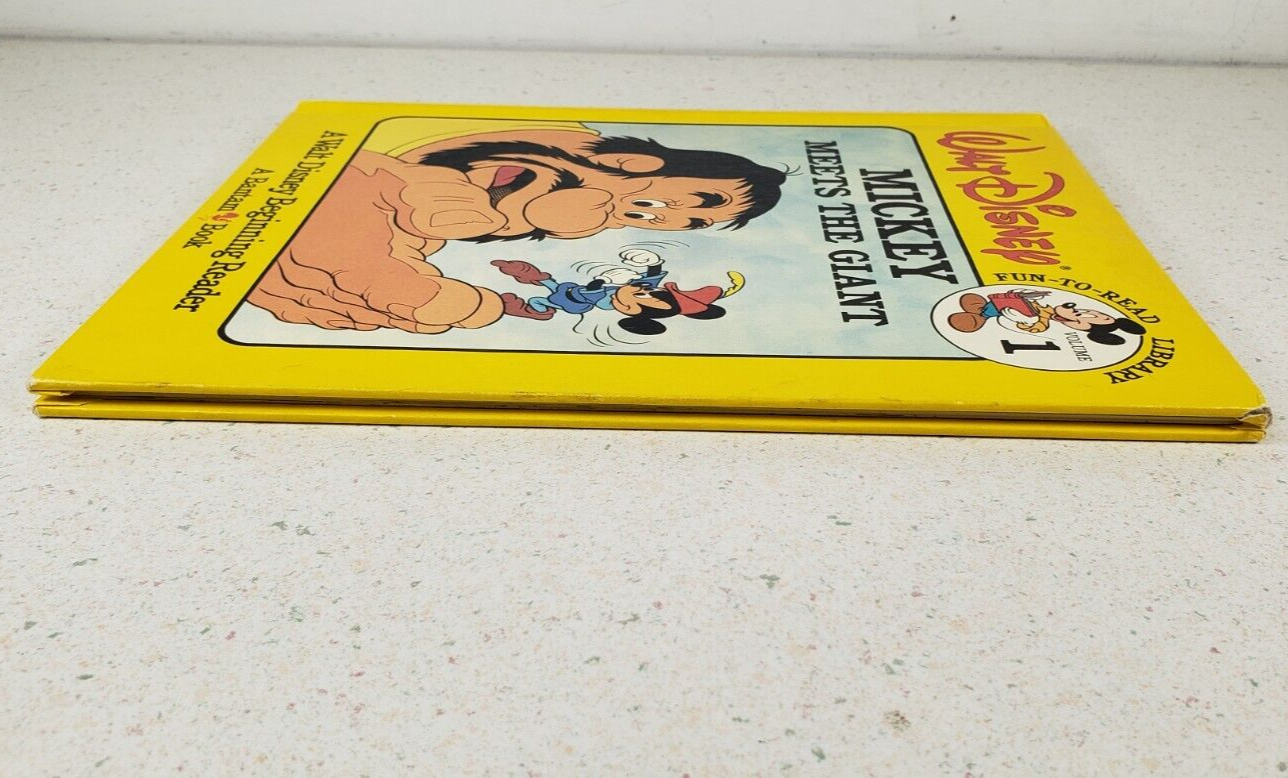 WALT DISNEY®
FUN-TO-READ LIBRARY
VOLUME
1
MICKEY
MEETS THE GIANT
A Walt Disney Beginning Reader
A Bantam Book